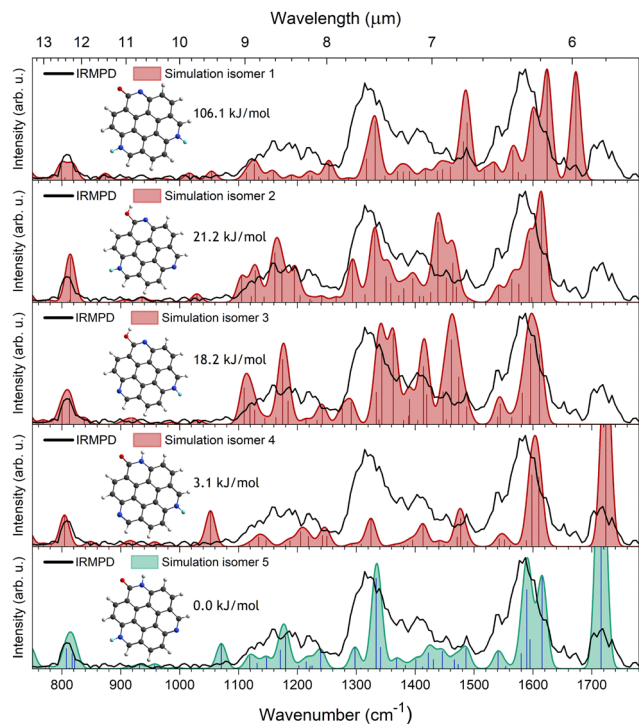 Wavelength (μm)
13 12 11 10 9 8 7 6
Intensity (arb. u.)
IRMPD Simulation isomer 1
106.1 kJ/mol
Intensity (arb. u.)
IRMPD Simulation isomer 2
21.2 kJ/mol
Intensity (arb. u.)
IRMPD Simulation isomer 3
18.2 kJ/mol
Intensity (arb. u.)
IRMPD Simulation isomer 4
3.1 kJ/mol
Intensity (arb. u.)
IRMPD Simulation isomer 5
0.0 kJ/mol
800 900 1000 1100 1200 1300 1400 1500 1600 1700
Wavenumber (cm⁻¹)